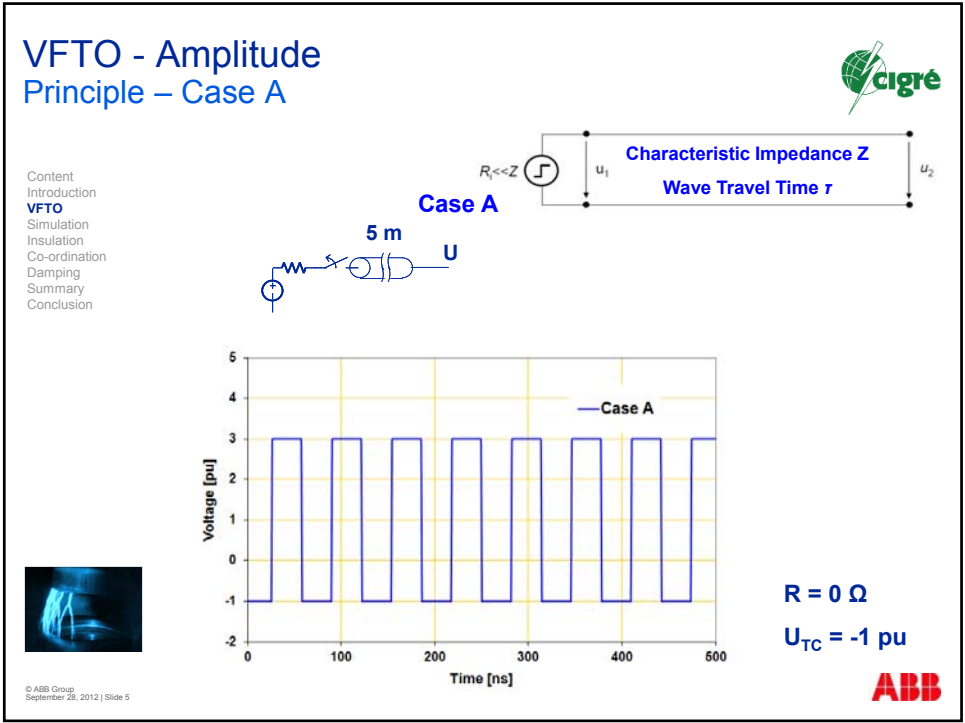 VFTO - Amplitude
Principle – Case A
cigré
Content
Introduction
VFTO
Simulation
Insulation
Co-ordination
Damping
Summary
Conclusion
Rᵢ<<Z
u₁
Characteristic Impedance Z
Wave Travel Time τ
u₂
Case A
5 m
U
Voltage [pu]
5
4
3
2
1
0
-1
-2
Case A
0 100 200 300 400 500
Time [ns]
R = 0 Ω
U_TC = -1 pu
© ABB Group
September 28, 2012 | Slide 5
ABB